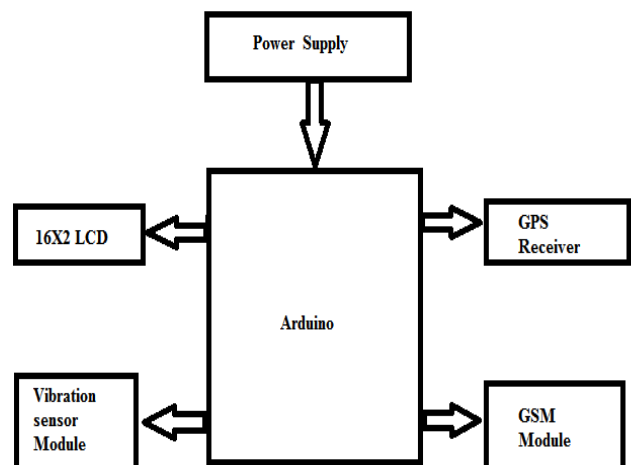 Power Supply
16X2 LCD
GPS
Receiver
Arduino
Vibration
sensor
Module
GSM
Module